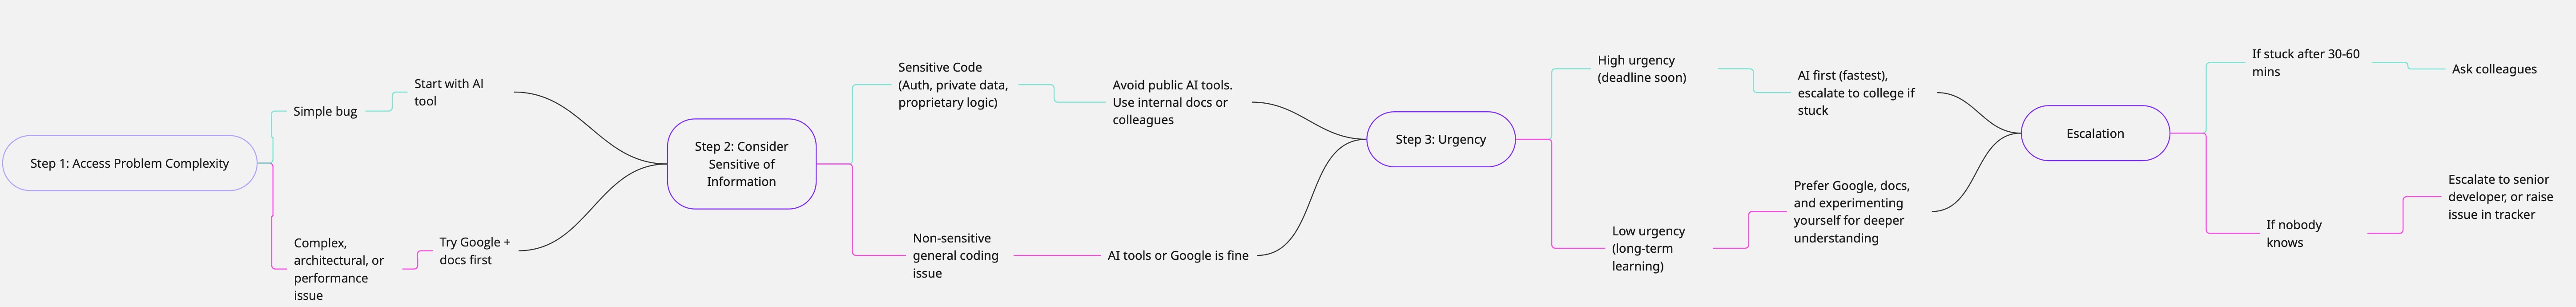 Step 1: Access Problem Complexity
Simple bug
Start with AI
tool
Complex,
architectural, or
performance
issue
Try Google +
docs first
Step 2: Consider
Sensitive of
Information
Sensitive Code
(Auth, private data,
proprietary logic)
Avoid public AI tools.
Use internal docs or
colleagues
Non-sensitive
general coding
issue
AI tools or Google is fine
Step 3: Urgency
High urgency
(deadline soon)
AI first (fastest),
escalate to college if
stuck
Low urgency
(long-term
learning)
Prefer Google, docs,
and experimenting
yourself for deeper
understanding
Escalation
If stuck after 30-60
mins
Ask colleagues
If nobody
knows
Escalate to senior
developer, or raise
issue in tracker